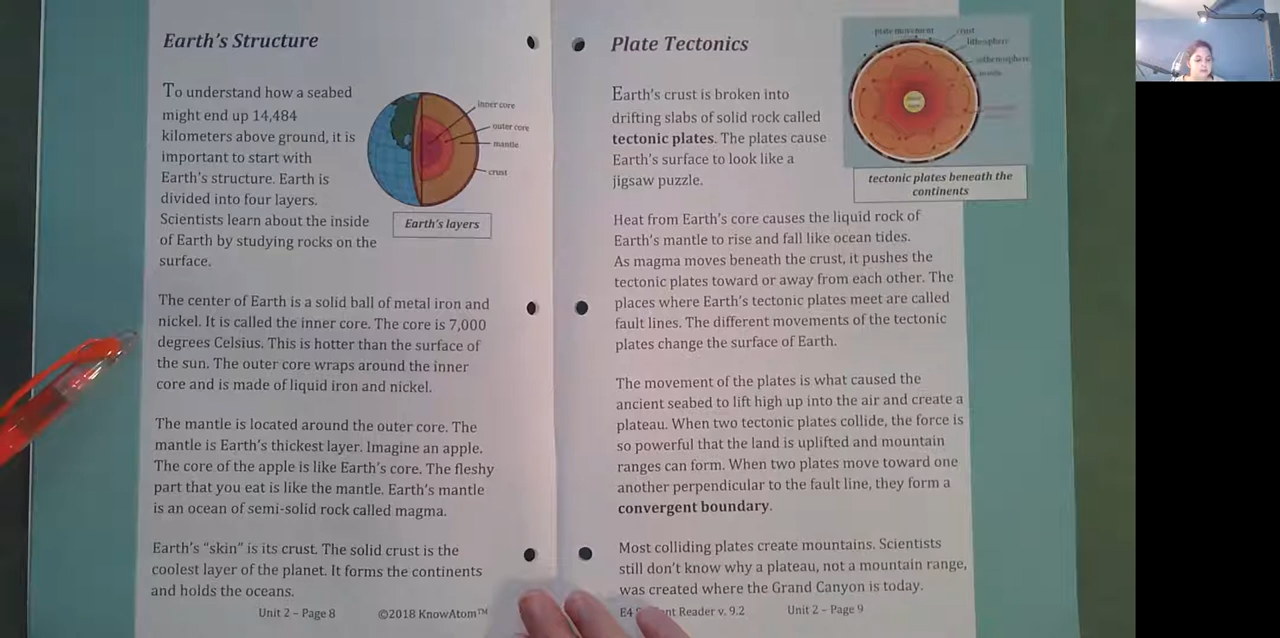 Earth's Structure
To understand how a seabed
might end up 14,484
kilometers above ground, it is
important to start with
Earth's structure. Earth is
divided into four layers.
Scientists learn about the inside
of Earth by studying rocks on the
surface.
inner core
outer core
mantle
crust
Earth's layers
The center of Earth is a solid ball of metal iron and
nickel. It is called the inner core. The core is 7,000
degrees Celsius. This is hotter than the surface of
the sun. The outer core wraps around the inner
core and is made of liquid iron and nickel.
The mantle is located around the outer core. The
mantle is Earth's thickest layer. Imagine an apple.
The core of the apple is like Earth's core. The fleshy
part that you eat is like the mantle. Earth's mantle
is an ocean of semi-solid rock called magma.
Earth's "skin" is its crust. The solid crust is the
coolest layer of the planet. It forms the continents
and holds the oceans.
Unit 2 – Page 8 ©2018 KnowAtom™
Plate Tectonics
Earth's crust is broken into
drifting slabs of solid rock called
tectonic plates. The plates cause
Earth's surface to look like a
jigsaw puzzle.
plate movement
crust
lithosphere
asthenosphere
mantle
tectonic plates beneath the
continents
Heat from Earth's core causes the liquid rock of
Earth's mantle to rise and fall like ocean tides.
As magma moves beneath the crust, it pushes the
tectonic plates toward or away from each other. The
places where Earth's tectonic plates meet are called
fault lines. The different movements of the tectonic
plates change the surface of Earth.
The movement of the plates is what caused the
ancient seabed to lift high up into the air and create a
plateau. When two tectonic plates collide, the force is
so powerful that the land is uplifted and mountain
ranges can form. When two plates move toward one
another perpendicular to the fault line, they form a
convergent boundary.
Most colliding plates create mountains. Scientists
still don't know why a plateau, not a mountain range,
was created where the Grand Canyon is today.
E4 Reader v. 9.2 Unit 2 – Page 9